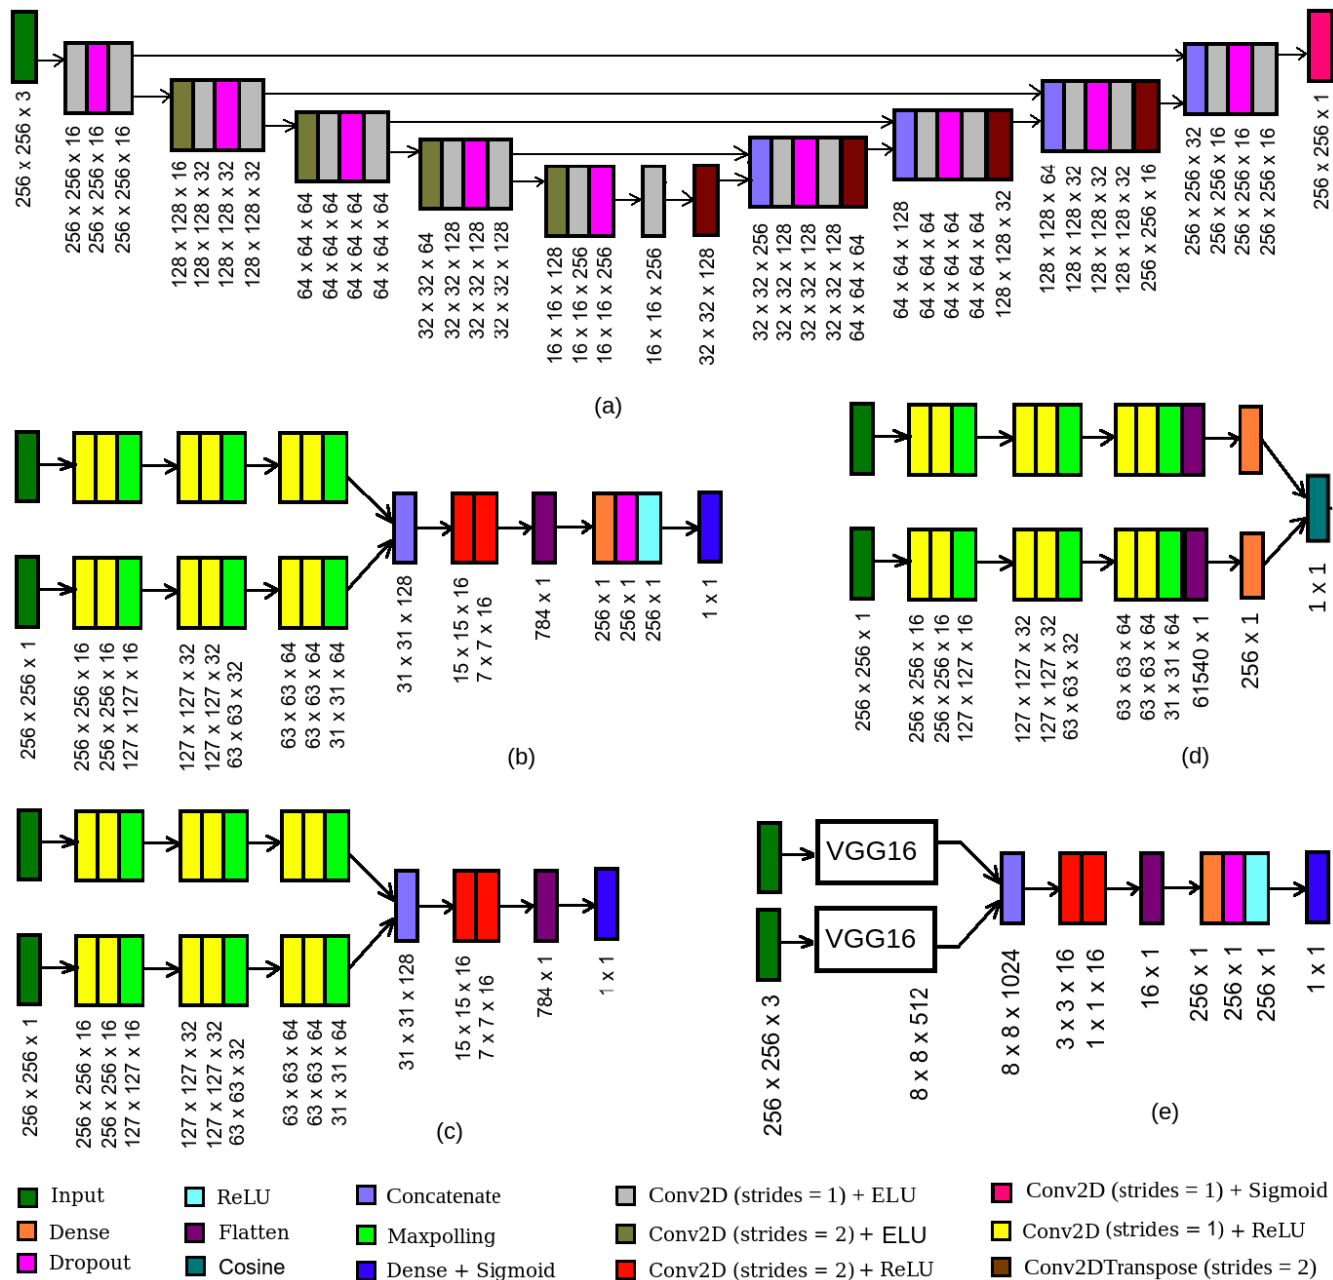 256 x 256 x 3
256 x 256 x 16
256 x 256 x 16
256 x 256 x 16
128 x 128 x 16
128 x 128 x 32
128 x 128 x 32
128 x 128 x 32
64 x 64 x 64
64 x 64 x 64
64 x 64 x 64
64 x 64 x 64
32 x 32 x 64
32 x 32 x 128
32 x 32 x 128
32 x 32 x 128
16 x 16 x 128
16 x 16 x 256
16 x 16 x 256
16 x 16 x 256
32 x 32 x 128
32 x 32 x 256
32 x 32 x 128
32 x 32 x 128
32 x 32 x 128
64 x 64 x 64
64 x 64 x 128
64 x 64 x 64
64 x 64 x 64
64 x 64 x 64
128 x 128 x 32
128 x 128 x 64
128 x 128 x 32
128 x 128 x 32
128 x 128 x 32
256 x 256 x 16
256 x 256 x 32
256 x 256 x 16
256 x 256 x 16
256 x 256 x 16
256 x 256 x 1
(a)
256 x 256 x 1
256 x 256 x 16
256 x 256 x 16
127 x 127 x 16
127 x 127 x 32
127 x 127 x 32
63 x 63 x 32
63 x 63 x 64
63 x 63 x 64
31 x 31 x 64
31 x 31 x 128
15 x 15 x 16
7 x 7 x 16
784 x 1
256 x 1
256 x 1
256 x 1
1 x 1
(b)
256 x 256 x 1
256 x 256 x 16
256 x 256 x 16
127 x 127 x 16
127 x 127 x 32
127 x 127 x 32
63 x 63 x 32
63 x 63 x 64
63 x 63 x 64
31 x 31 x 64
61540 x 1
256 x 1
1 x 1
(d)
256 x 256 x 1
256 x 256 x 16
256 x 256 x 16
127 x 127 x 16
127 x 127 x 32
127 x 127 x 32
63 x 63 x 32
63 x 63 x 64
63 x 63 x 64
31 x 31 x 64
31 x 31 x 128
15 x 15 x 16
7 x 7 x 16
784 x 1
1 x 1
(c)
VGG16
VGG16
256 x 256 x 3
8 x 8 x 512
8 x 8 x 1024
3 x 3 x 16
1 x 1 x 16
16 x 1
256 x 1
256 x 1
256 x 1
1 x 1
(e)
Input
Dense
Dropout
ReLU
Flatten
Cosine
Concatenate
Maxpolling
Dense + Sigmoid
Conv2D (strides = 1) + ELU
Conv2D (strides = 2) + ELU
Conv2D (strides = 2) + ReLU
Conv2D (strides = 1) + Sigmoid
Conv2D (strides = 1) + ReLU
Conv2DTranspose (strides = 2)